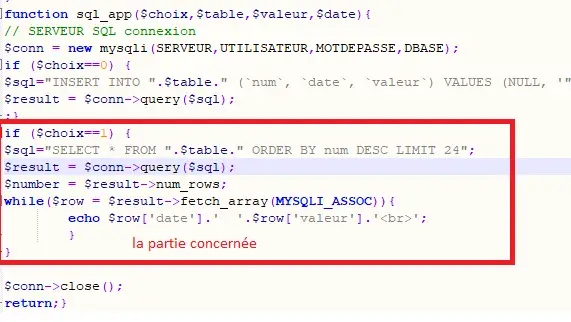 function sql_app($choix,$table,$valeur,$date){
// SERVEUR SQL connexion
$conn = new mysqli(SERVEUR,UTILISATEUR,MOTDEPASSE,DBASE);
if ($choix==0) {
$sql="INSERT INTO ".$table." (`num`, `date`, `valeur`) VALUES (NULL, '"
$result = $conn->query($sql);
;}
if ($choix==1) {
$sql="SELECT * FROM ".$table." ORDER BY num DESC LIMIT 24";
$result = $conn->query($sql);
$number = $result->num_rows;
while($row = $result->fetch_array(MYSQLI_ASSOC)){
echo $row['date'].'  '.$row['valeur'].'<br>';
}
la partie concernée
}
$conn->close();
return;}